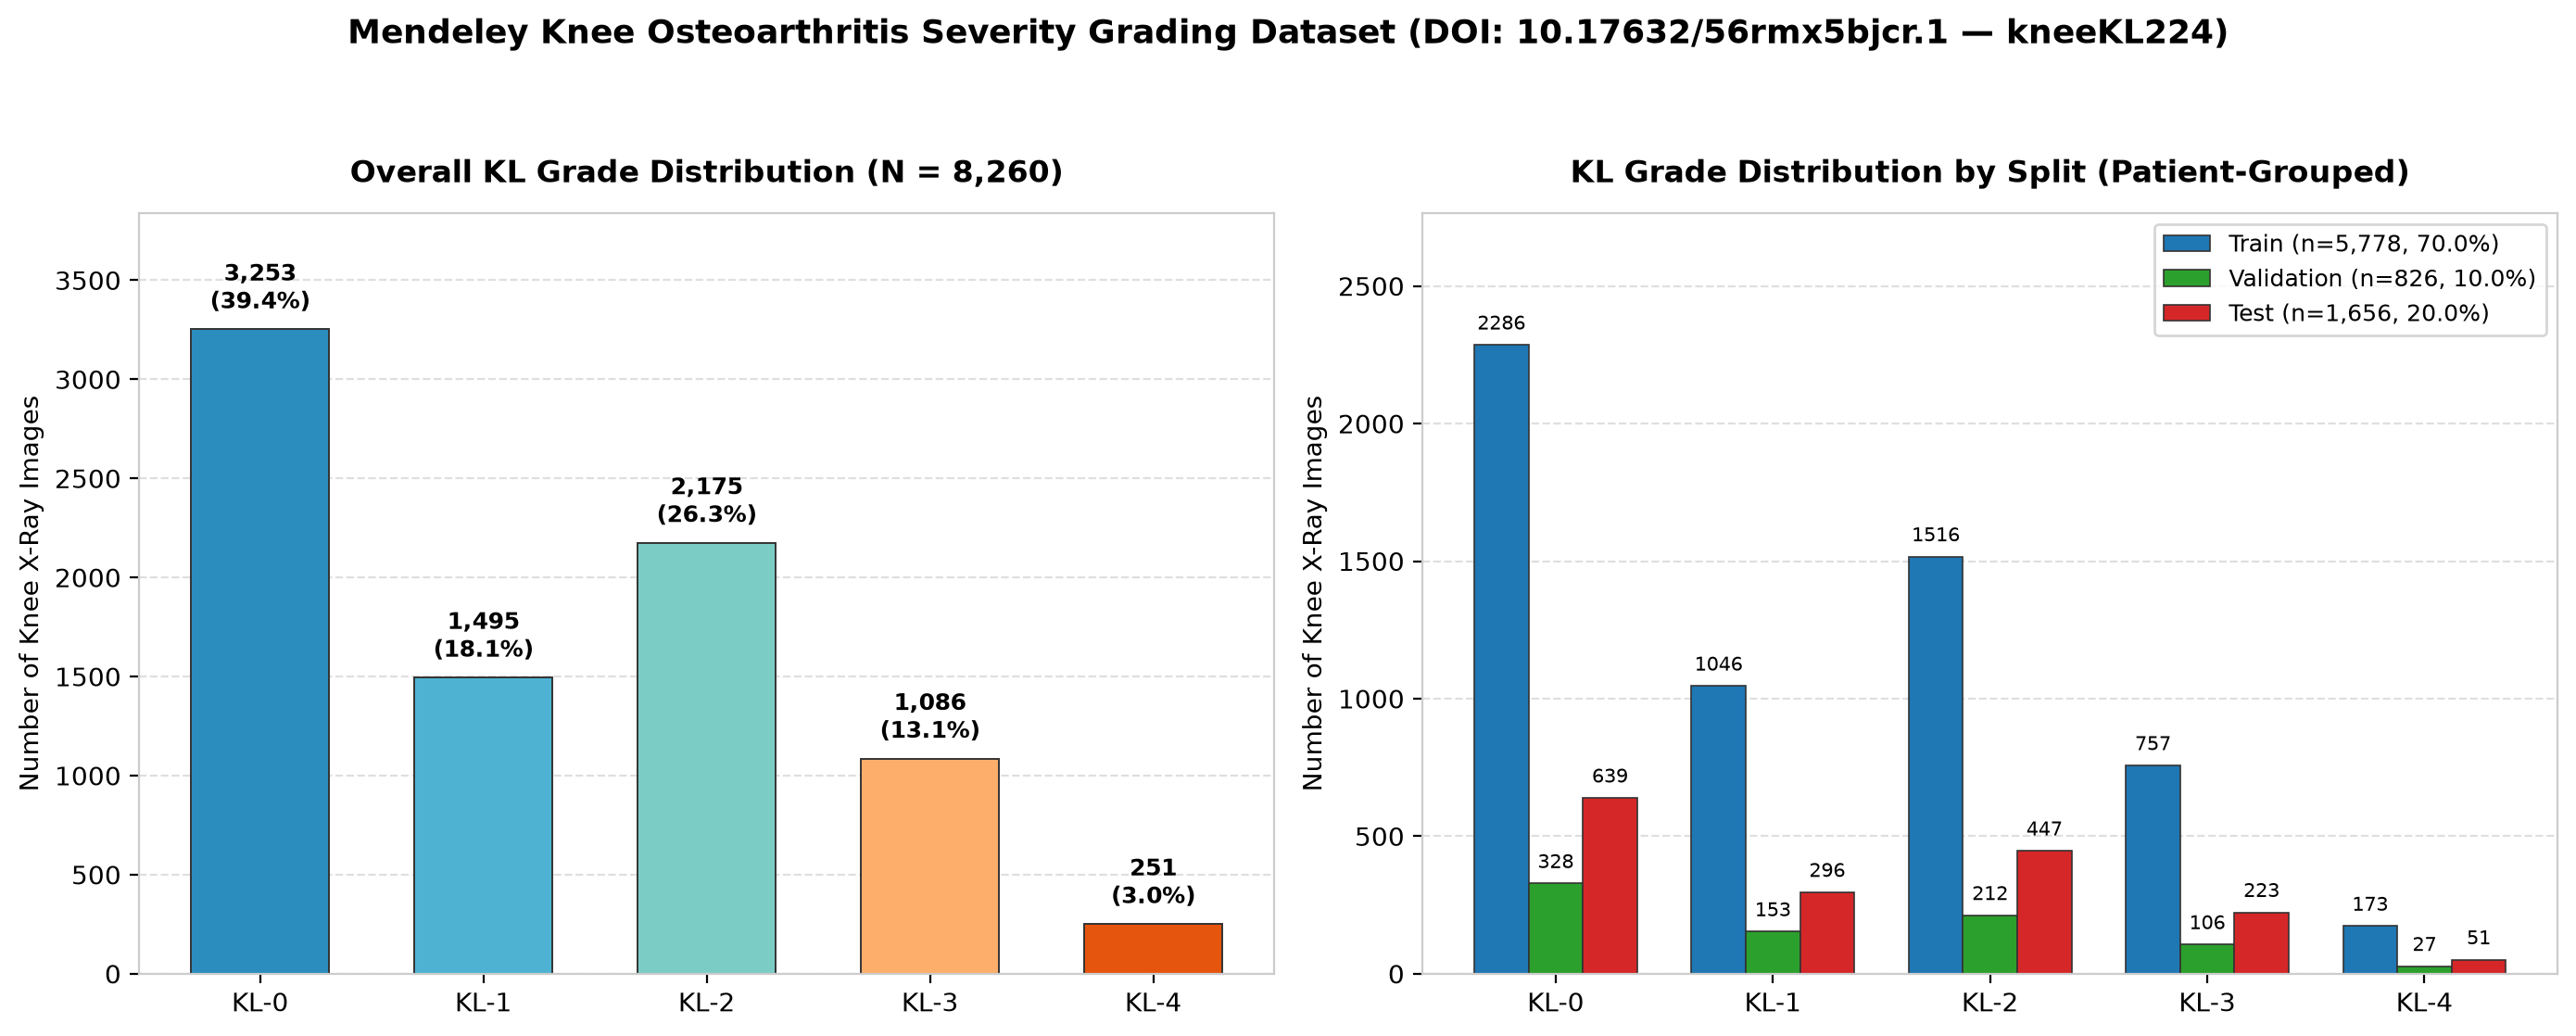 Mendeley Knee Osteoarthritis Severity Grading Dataset (DOI: 10.17632/56rmx5bjcr.1 — kneeKL224)
Overall KL Grade Distribution (N = 8,260)
Number of Knee X-Ray Images
3500
3000
2500
2000
1500
1000
500
0
3,253
(39.4%)
1,495
(18.1%)
2,175
(26.3%)
1,086
(13.1%)
251
(3.0%)
KL-0
KL-1
KL-2
KL-3
KL-4
KL Grade Distribution by Split (Patient-Grouped)
Number of Knee X-Ray Images
2500
2000
1500
1000
500
0
Train (n=5,778, 70.0%)
Validation (n=826, 10.0%)
Test (n=1,656, 20.0%)
2286
328
639
1046
153
296
1516
212
447
757
106
223
173
27
51
KL-0
KL-1
KL-2
KL-3
KL-4